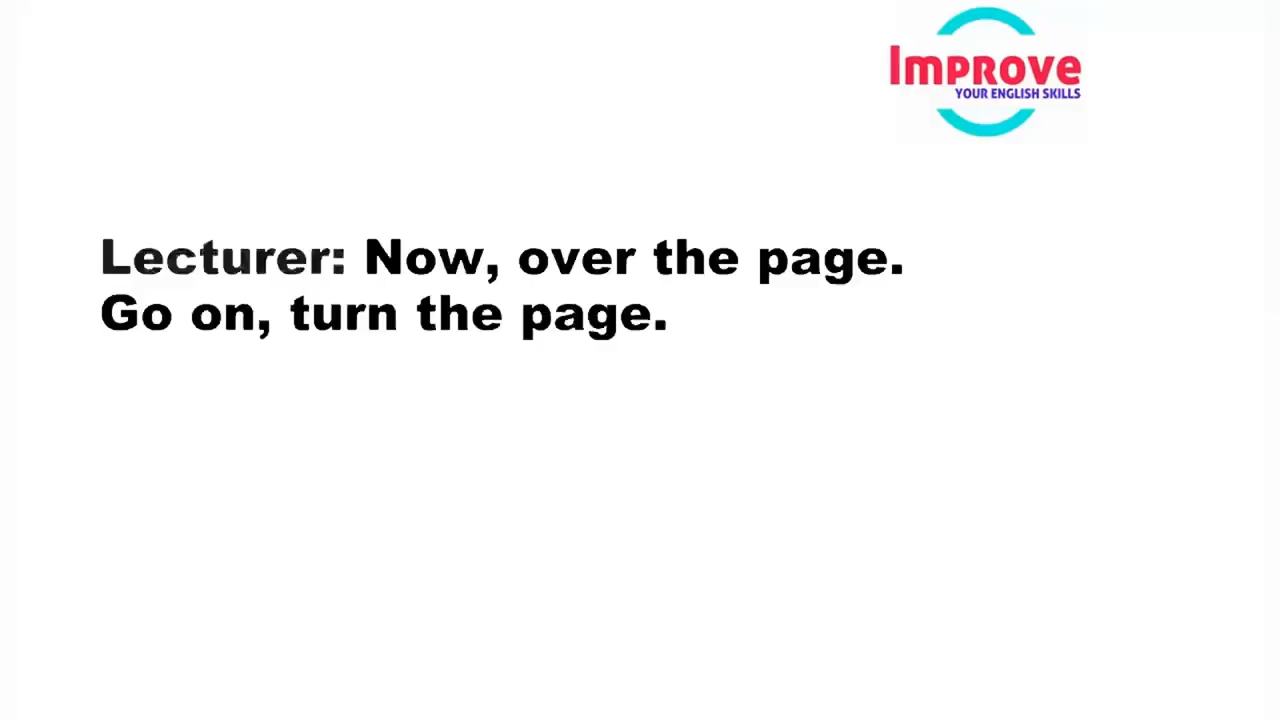 Improve
YOUR ENGLISH SKILLS
Lecturer: Now, over the page.
Go on, turn the page.